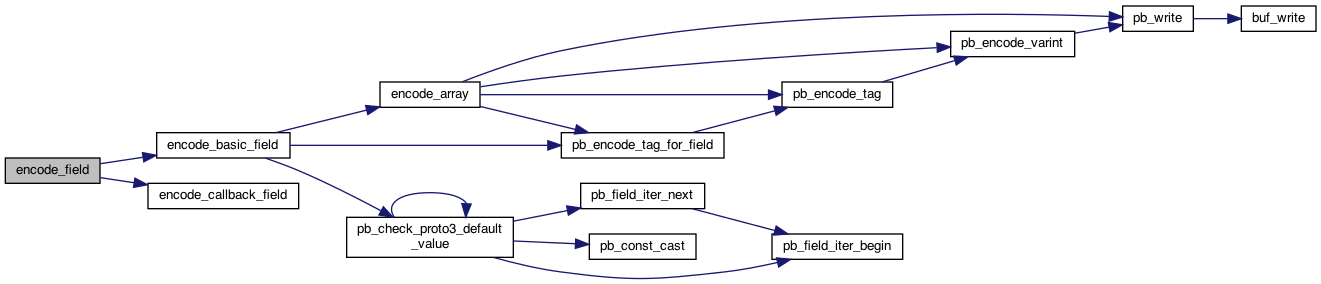 encode_field
encode_basic_field
encode_callback_field
encode_array
pb_check_proto3_default
_value
pb_encode_tag_for_field
pb_field_iter_next
pb_const_cast
pb_encode_tag
pb_field_iter_begin
pb_encode_varint
pb_write
buf_write